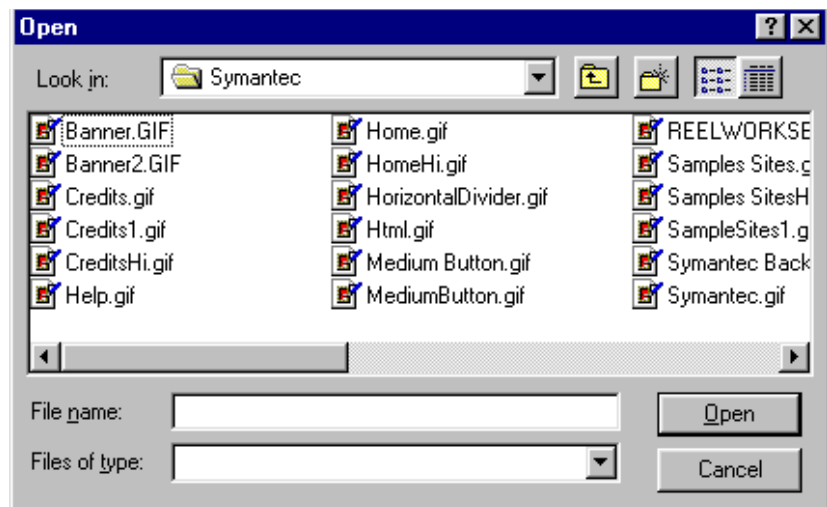 Open
Look in: Symantec
Banner.GIF Home.gif REELWORKSE
Banner2.GIF HomeHi.gif Samples Sites.g
Credits.gif HorizontalDivider.gif Samples SitesH
Credits1.gif Html.gif SampleSites1.g
CreditsHi.gif Medium Button.gif Symantec Back
Help.gif MediumButton.gif Symantec.gif
File name: Open
Files of type: Cancel